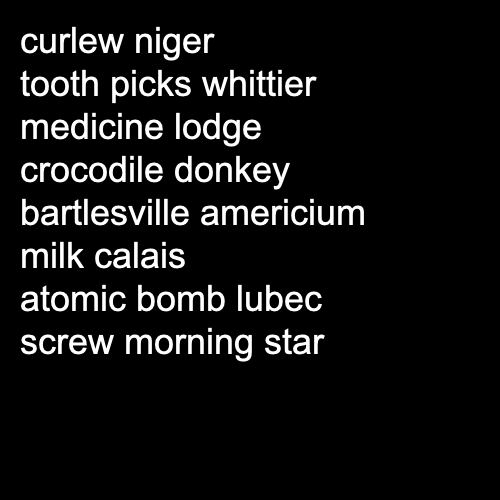 curlew niger
tooth picks whittier
medicine lodge
crocodile donkey
bartlesville americium
milk calais
atomic bomb lubec
screw morning star